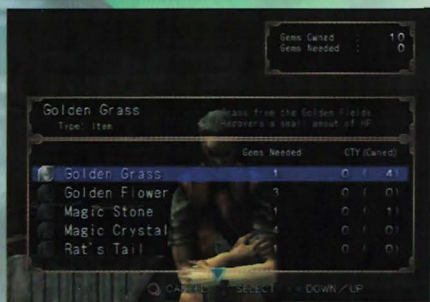 Gems Owned : 10
Gems Needed : 0
Golden Grass
Type: Item
Grass from the Golden Fields
Recovers a small amout of HP
Gems Needed QTY (Owned)
Golden Grass 1 0 ( 4)
Golden Flower 3 0 ( 0)
Magic Stone 1 0 ( 1)
Magic Crystal 4 0 ( 0)
Rat's Tail 1 0 ( 0)
CANCEL SELECT DOWN/UP